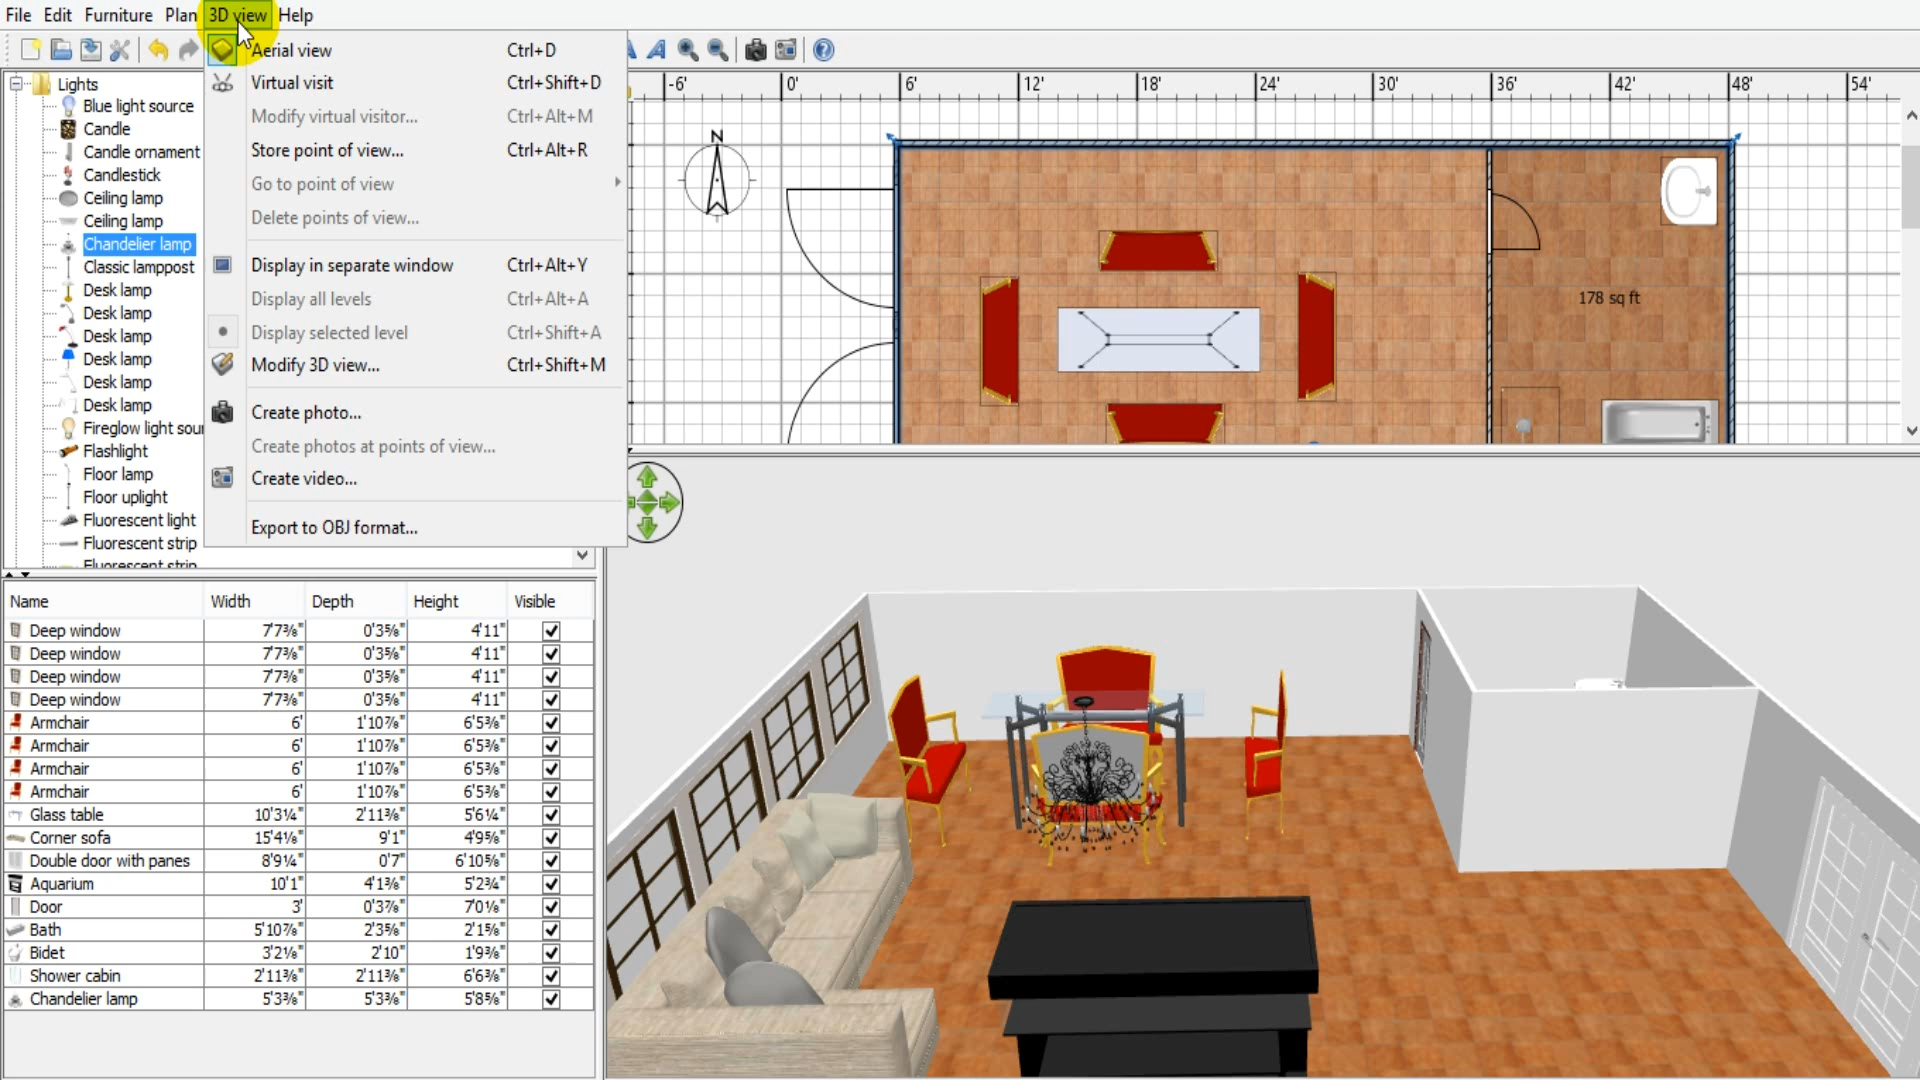 File Edit Furniture Plan 3D view Help
Aerial view Ctrl+D
Virtual visit Ctrl+Shift+D
Modify virtual visitor... Ctrl+Alt+M
Store point of view... Ctrl+Alt+R
Go to point of view
Delete points of view...
Display in separate window Ctrl+Alt+Y
Display all levels Ctrl+Alt+A
Display selected level Ctrl+Shift+A
Modify 3D view... Ctrl+Shift+M
Create photo...
Create photos at points of view...
Create video...
Export to OBJ format...
Lights
Blue light source
Candle
Candle ornament
Candlestick
Ceiling lamp
Ceiling lamp
Chandelier lamp
Classic lamppost
Desk lamp
Desk lamp
Desk lamp
Desk lamp
Desk lamp
Desk lamp
Fireglow light sour
Flashlight
Floor lamp
Floor uplight
Fluorescent light
Fluorescent strip
Fluorescent strip
-6' 0' 6' 12' 18' 24' 30' 36' 42' 48' 54'
N
178 sq ft
Name Width Depth Height Visible
Deep window 7'7⅜" 0'3⅝" 4'11"
Deep window 7'7⅜" 0'3⅝" 4'11"
Deep window 7'7⅜" 0'3⅝" 4'11"
Deep window 7'7⅜" 0'3⅝" 4'11"
Armchair 6' 1'10⅞" 6'5⅜"
Armchair 6' 1'10⅞" 6'5⅜"
Armchair 6' 1'10⅞" 6'5⅜"
Armchair 6' 1'10⅞" 6'5⅜"
Glass table 10'3¼" 2'11⅜" 5'6¼"
Corner sofa 15'4⅛" 9'1" 4'9⅝"
Double door with panes 8'9¼" 0'7" 6'10⅝"
Aquarium 10'1" 4'1⅜" 5'2¾"
Door 3' 0'3⅞" 7'0⅛"
Bath 5'10⅞" 2'3⅝" 2'1⅝"
Bidet 3'2⅛" 2'10" 1'9⅜"
Shower cabin 2'11⅜" 2'11⅜" 6'6⅜"
Chandelier lamp 5'3⅜" 5'3⅜" 5'8⅝"